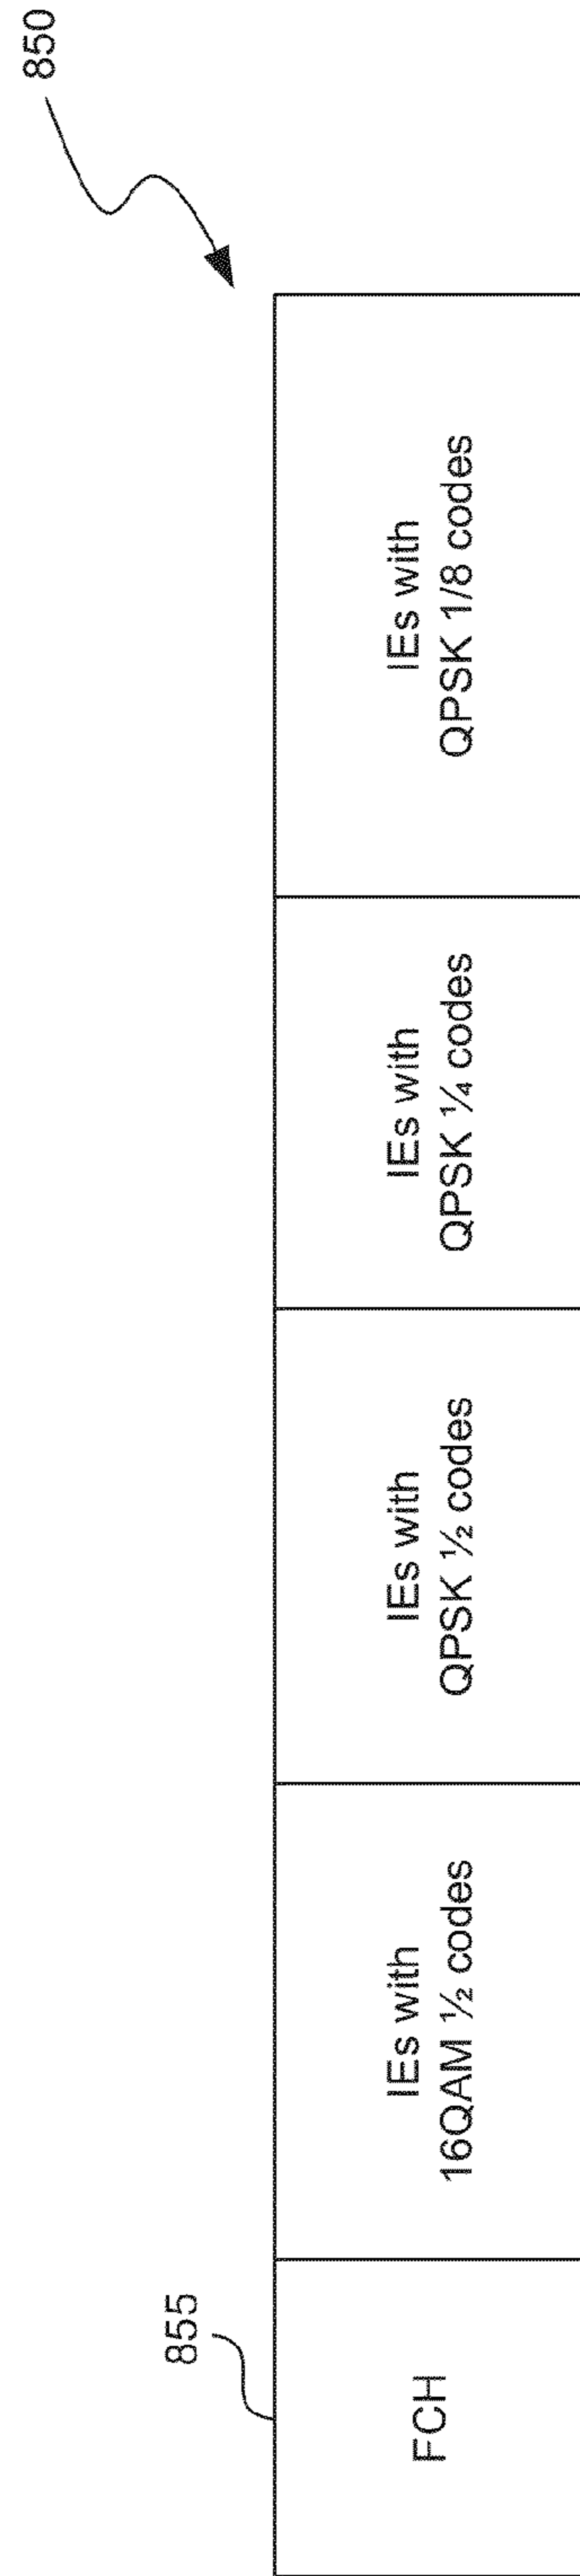 850
855
FCH
IEs with
16QAM ½ codes
IEs with
QPSK ½ codes
IEs with
QPSK ¼ codes
IEs with
QPSK 1/8 codes